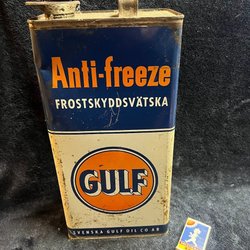 Anti-freeze
FROSTSKYDDSVÄTSKA
GULF
SVENSKA GULF OIL CO AB